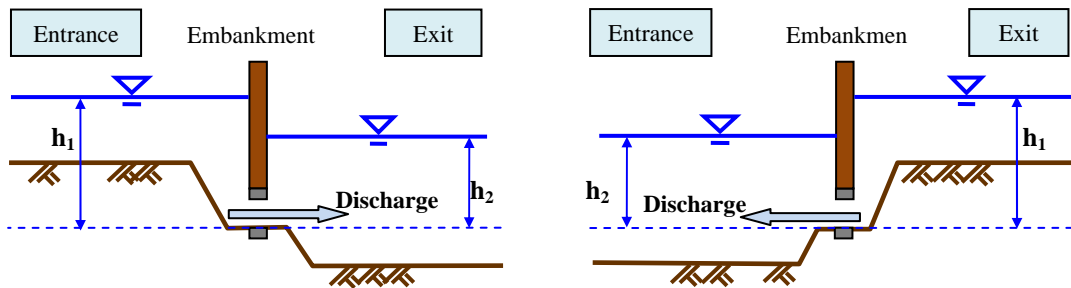 Entrance
Embankment
Exit
h1
Discharge
h2
Entrance
Embankmen
Exit
h1
h2
Discharge